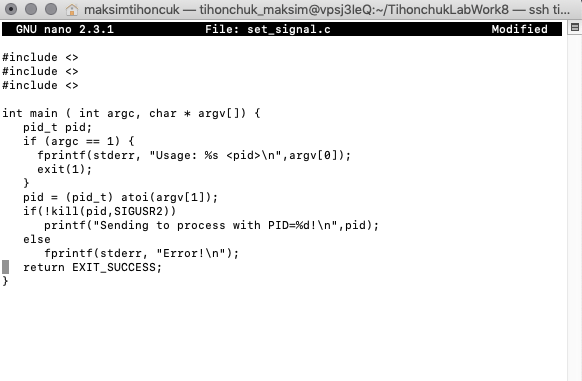 maksimtihoncuk — tihonchuk_maksim@vpsj3IeQ:~/TihonchukLabWork8 — ssh ti...
GNU nano 2.3.1 File: set_signal.c Modified
#include <>
#include <>
#include <>
int main ( int argc, char * argv[]) {
pid_t pid;
if (argc == 1) {
fprintf(stderr, "Usage: %s <pid>\n",argv[0]);
exit(1);
}
pid = (pid_t) atoi(argv[1]);
if(!kill(pid,SIGUSR2))
printf("Sending to process with PID=%d!\n",pid);
else
fprintf(stderr, "Error!\n");
return EXIT_SUCCESS;
}